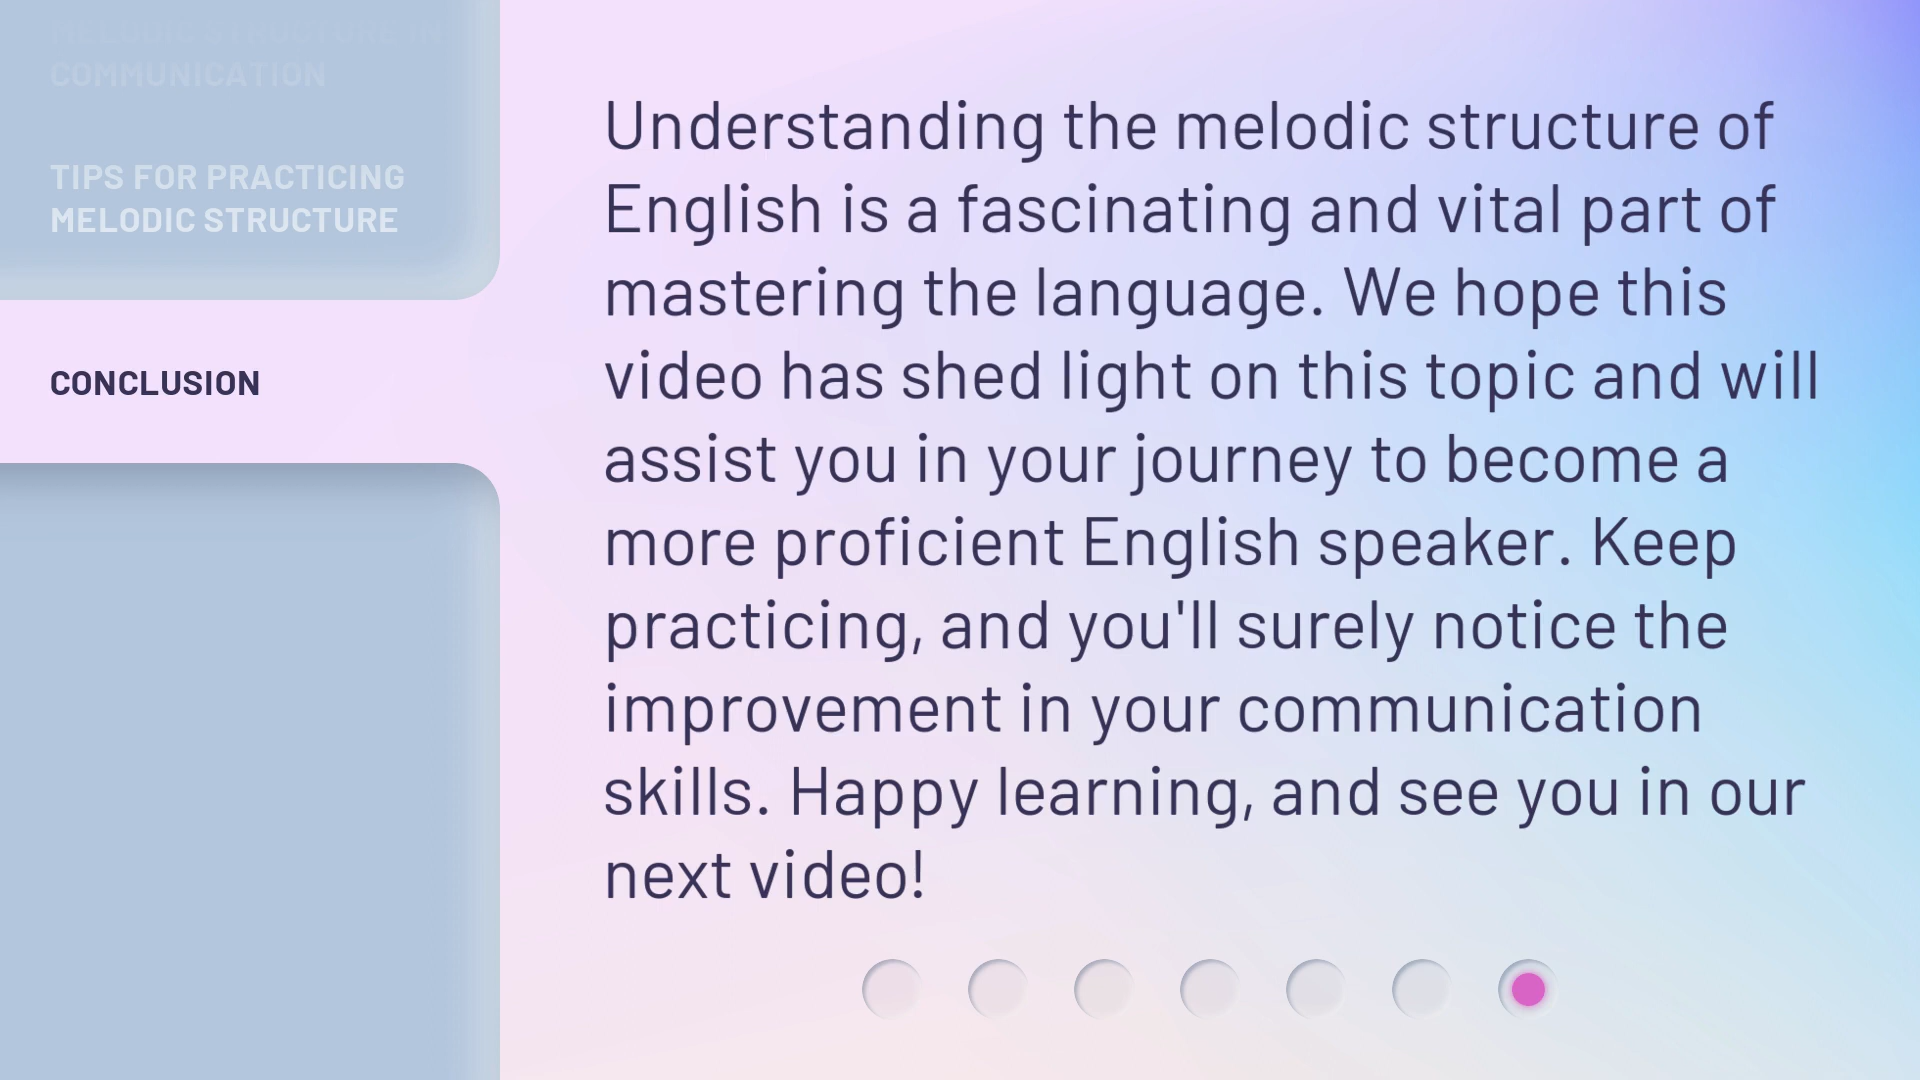 MELODIC STRUCTURE IN
COMMUNICATION
TIPS FOR PRACTICING
MELODIC STRUCTURE
CONCLUSION
Understanding the melodic structure of
English is a fascinating and vital part of
mastering the language. We hope this
video has shed light on this topic and will
assist you in your journey to become a
more proficient English speaker. Keep
practicing, and you'll surely notice the
improvement in your communication
skills. Happy learning, and see you in our
next video!